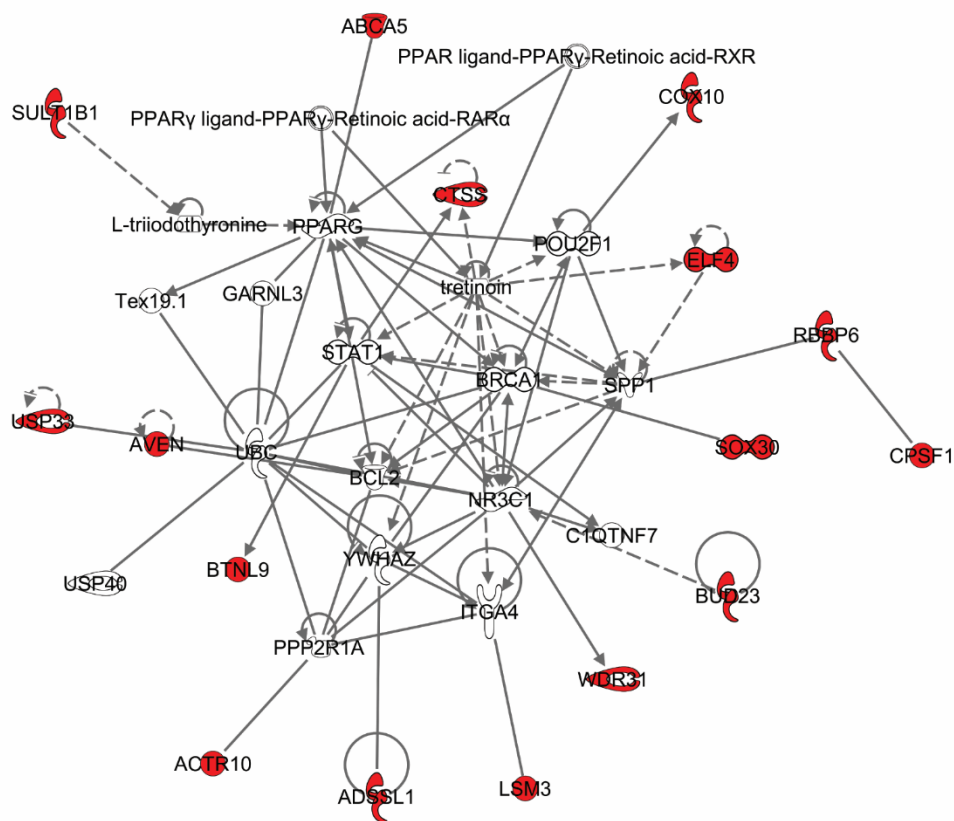 ABCA5
PPAR ligand-PPARγ-Retinoic acid-RXR
COX10
SULT1B1
PPARγ ligand-PPARγ-Retinoic acid-RARα
CTSS
L-triiodothyronine
PPARG
POU2F1
ELF4
tretinoin
Tex19.1
GARNL3
RBBP6
STAT1
BRCA1
SPP1
USP33
AVEN
UBC
SOX30
CPSF1
BCL2
NR3C1
C1QTNF7
YWHAZ
BTNL9
USP40
BUD23
ITGA4
PPP2R1A
WDR31
ACTR10
LSM3
ADSSL1